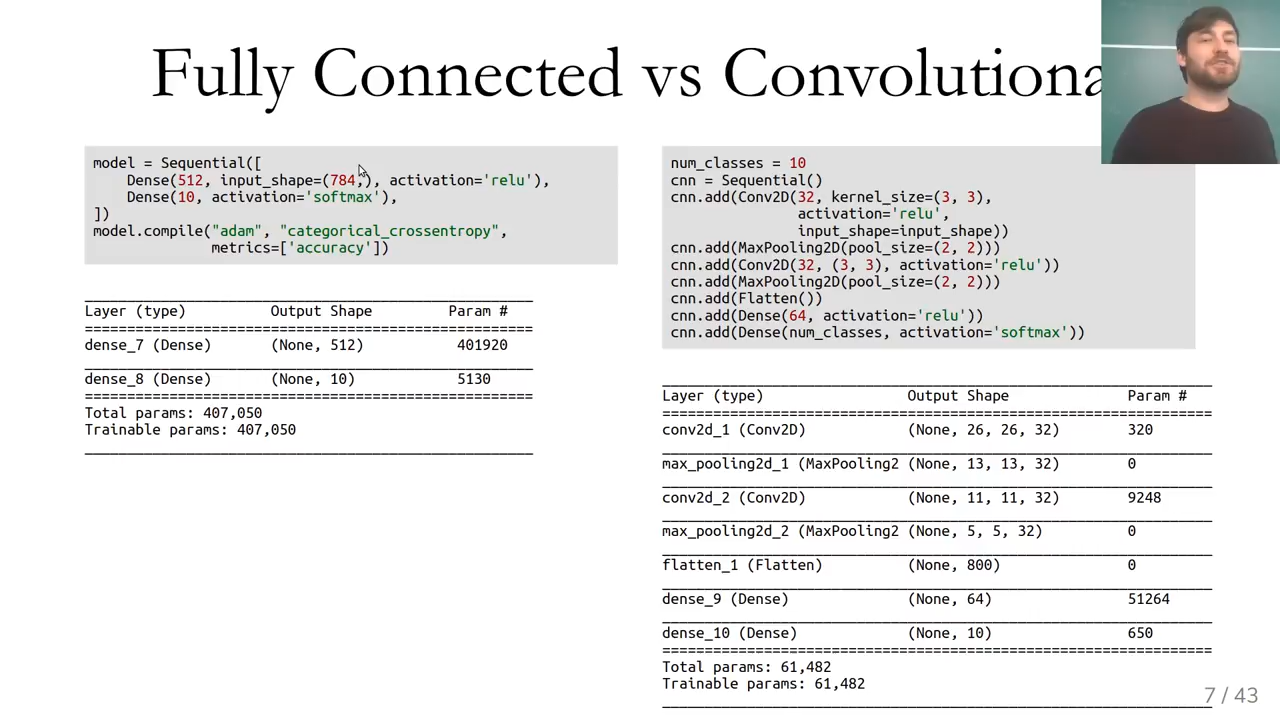 Fully Connected vs Convolutiona
model = Sequential([
    Dense(512, input_shape=(784,), activation='relu'),
    Dense(10, activation='softmax'),
])
model.compile("adam", "categorical_crossentropy",
              metrics=['accuracy'])
Layer (type) Output Shape Param #
dense_7 (Dense) (None, 512) 401920
dense_8 (Dense) (None, 10) 5130
Total params: 407,050
Trainable params: 407,050
num_classes = 10
cnn = Sequential()
cnn.add(Conv2D(32, kernel_size=(3, 3),
               activation='relu',
               input_shape=input_shape))
cnn.add(MaxPooling2D(pool_size=(2, 2)))
cnn.add(Conv2D(32, (3, 3), activation='relu'))
cnn.add(MaxPooling2D(pool_size=(2, 2)))
cnn.add(Flatten())
cnn.add(Dense(64, activation='relu'))
cnn.add(Dense(num_classes, activation='softmax'))
Layer (type) Output Shape Param #
conv2d_1 (Conv2D) (None, 26, 26, 32) 320
max_pooling2d_1 (MaxPooling2 (None, 13, 13, 32) 0
conv2d_2 (Conv2D) (None, 11, 11, 32) 9248
max_pooling2d_2 (MaxPooling2 (None, 5, 5, 32) 0
flatten_1 (Flatten) (None, 800) 0
dense_9 (Dense) (None, 64) 51264
dense_10 (Dense) (None, 10) 650
Total params: 61,482
Trainable params: 61,482
7 / 43